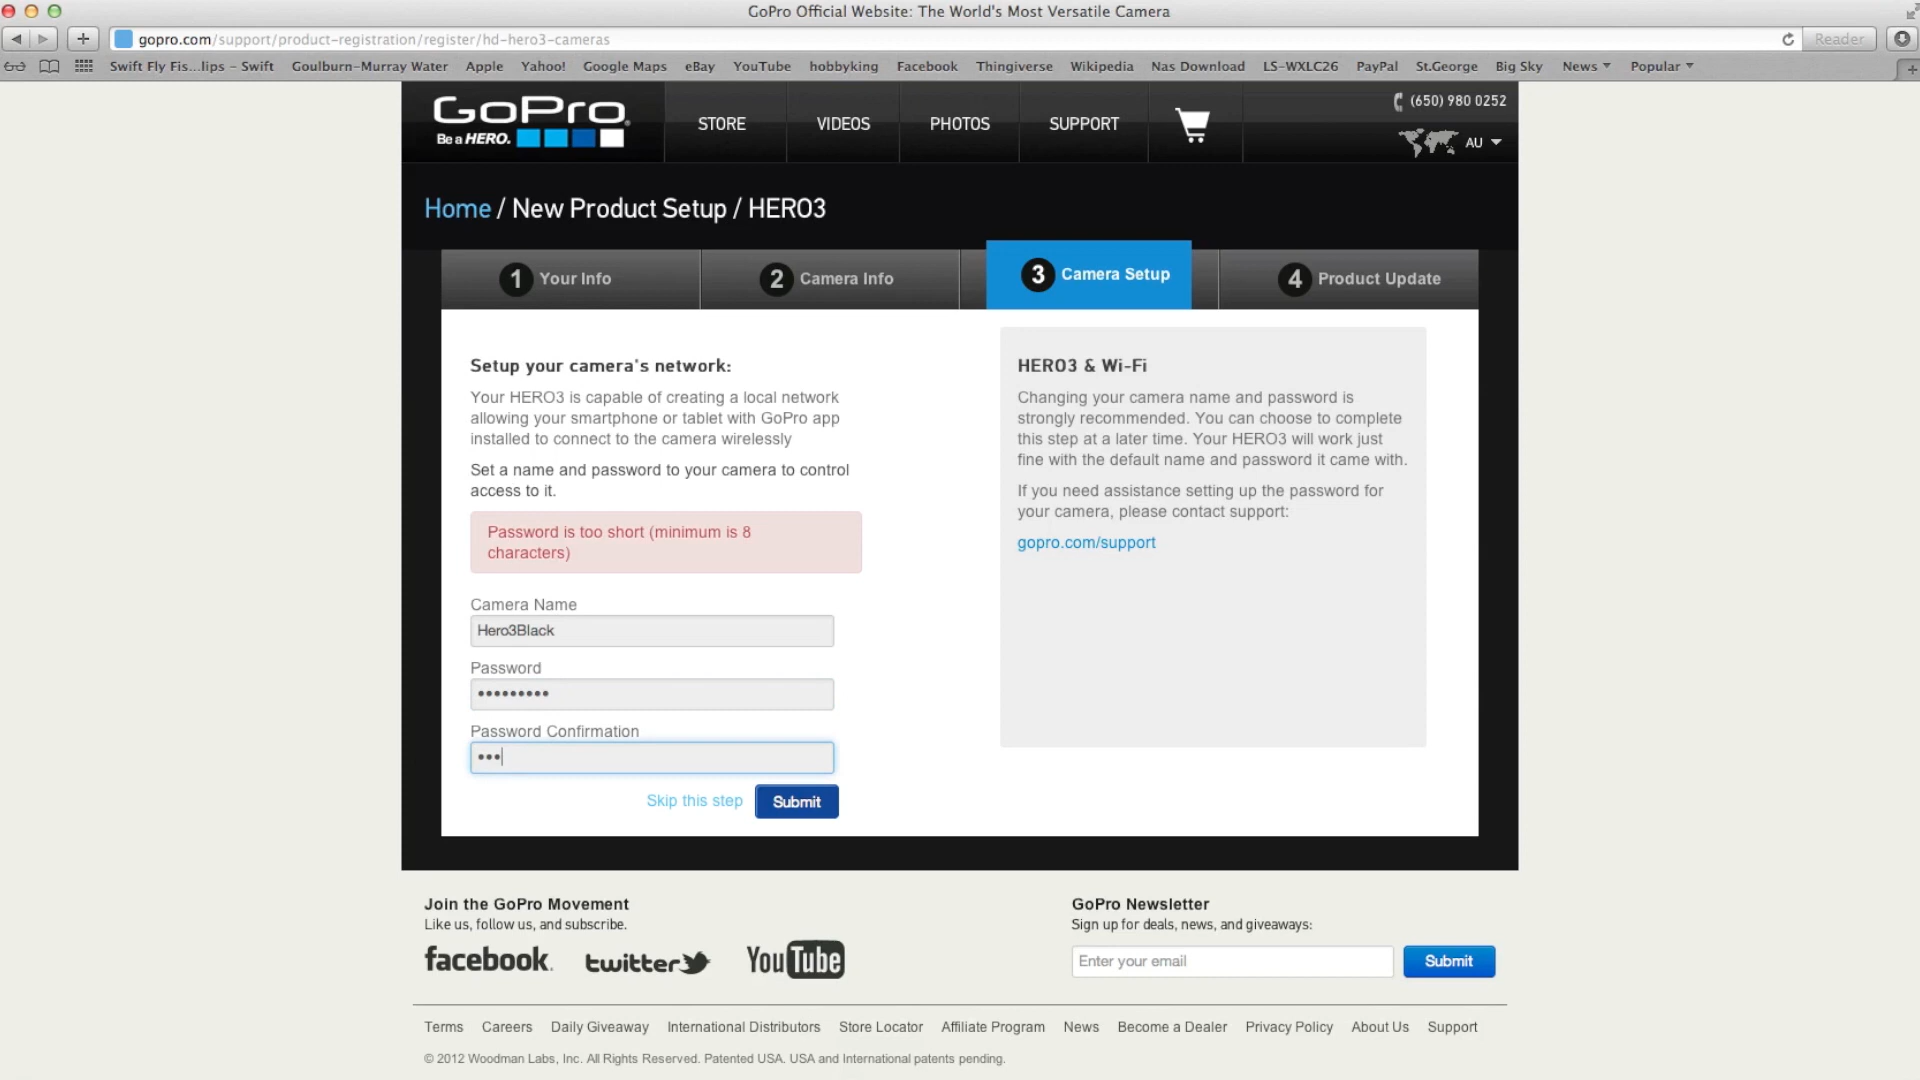 GoPro Official Website: The World's Most Versatile Camera
gopro.com/support/product-registration/register/hd-hero3-cameras
Reader
Swift Fly Fis...lips – Swift Goulburn-Murray Water Apple Yahoo! Google Maps eBay YouTube hobbyking Facebook Thingiverse Wikipedia Nas Download LS-WXLC26 PayPal St.George Big Sky News Popular
GoPro
Be a HERO.
STORE VIDEOS PHOTOS SUPPORT
(650) 980 0252
AU
Home / New Product Setup / HERO3
1 Your Info
2 Camera Info
3 Camera Setup
4 Product Update
Setup your camera's network:
Your HERO3 is capable of creating a local network
allowing your smartphone or tablet with GoPro app
installed to connect to the camera wirelessly
Set a name and password to your camera to control
access to it.
Password is too short (minimum is 8
characters)
Camera Name
Hero3Black
Password
•••••••••
Password Confirmation
•••
Skip this step
Submit
HERO3 & Wi-Fi
Changing your camera name and password is
strongly recommended. You can choose to complete
this step at a later time. Your HERO3 will work just
fine with the default name and password it came with.
If you need assistance setting up the password for
your camera, please contact support:
gopro.com/support
Join the GoPro Movement
Like us, follow us, and subscribe.
facebook. twitter YouTube
GoPro Newsletter
Sign up for deals, news, and giveaways:
Enter your email
Submit
Terms Careers Daily Giveaway International Distributors Store Locator Affiliate Program News Become a Dealer Privacy Policy About Us Support
© 2012 Woodman Labs, Inc. All Rights Reserved. Patented USA. USA and International patents pending.